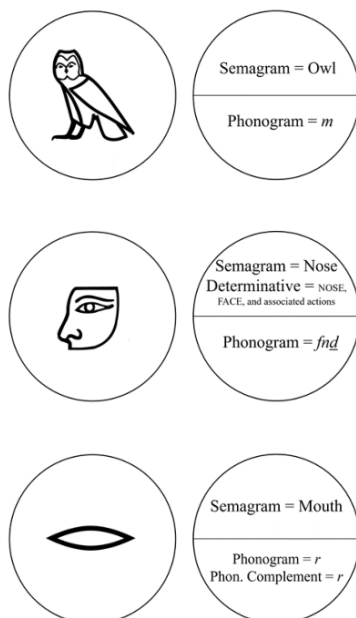 Semagram = Owl
Phonogram = m
Semagram = Nose
Determinative = NOSE,
FACE, and associated actions
Phonogram = fnḏ
Semagram = Mouth
Phonogram = r
Phon. Complement = r